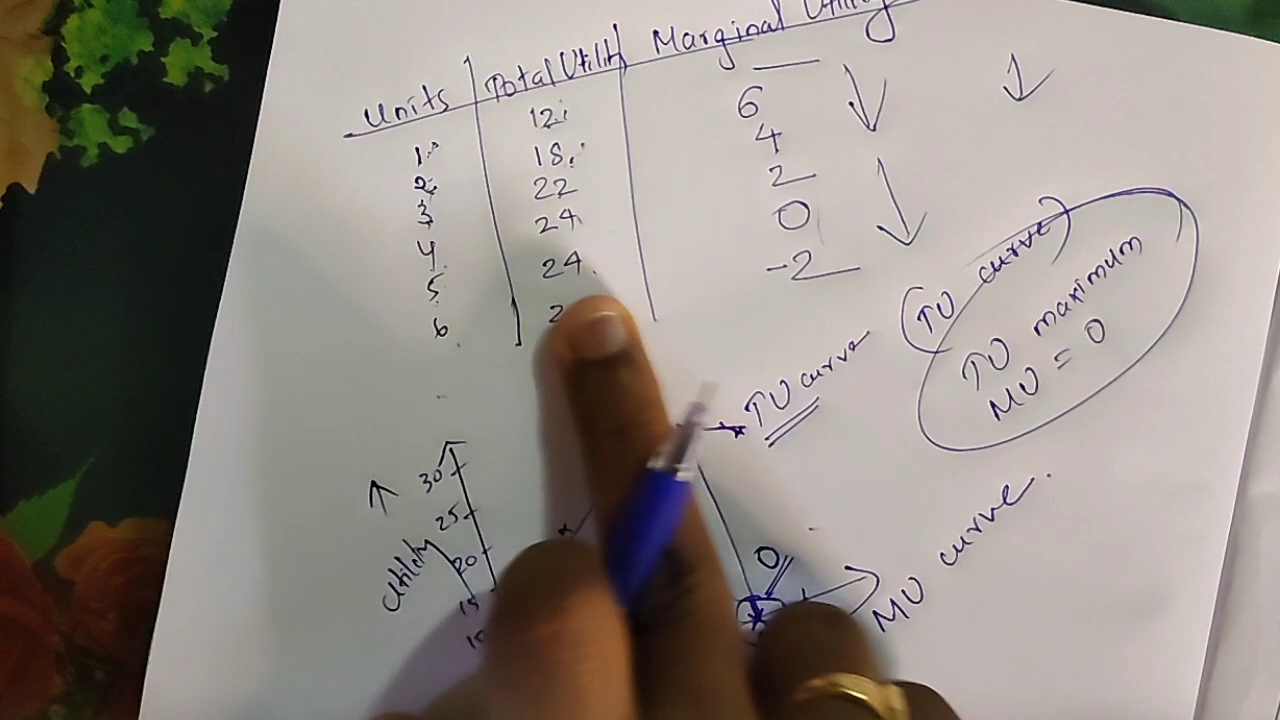 Units Total Utility Marginal Utility
1 12 —
2 18 6
3 22 4
4 24 2
5 24 0
6 -2
(TU curve)
TU maximum
MU = 0
TU curve
30
25
20
15
Utility
0
MU curve.